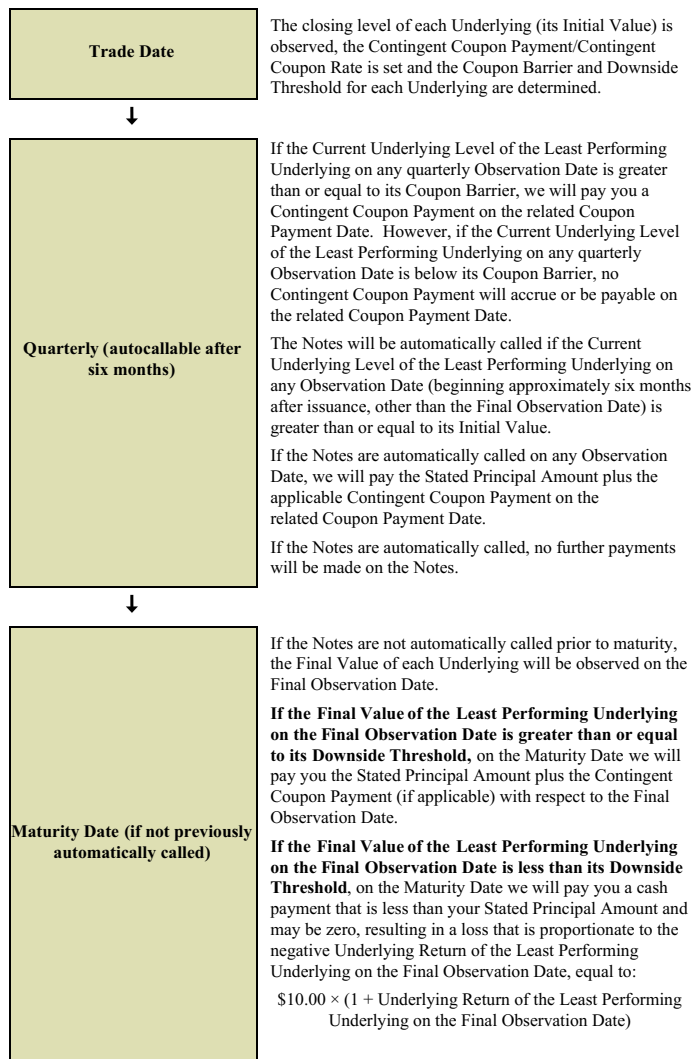 Trade Date
The closing level of each Underlying (its Initial Value) is
observed, the Contingent Coupon Payment/Contingent
Coupon Rate is set and the Coupon Barrier and Downside
Threshold for each Underlying are determined.
Quarterly (autocallable after
six months)
If the Current Underlying Level of the Least Performing
Underlying on any quarterly Observation Date is greater
than or equal to its Coupon Barrier, we will pay you a
Contingent Coupon Payment on the related Coupon
Payment Date. However, if the Current Underlying Level
of the Least Performing Underlying on any quarterly
Observation Date is below its Coupon Barrier, no
Contingent Coupon Payment will accrue or be payable on
the related Coupon Payment Date.
The Notes will be automatically called if the Current
Underlying Level of the Least Performing Underlying on
any Observation Date (beginning approximately six months
after issuance, other than the Final Observation Date) is
greater than or equal to its Initial Value.
If the Notes are automatically called on any Observation
Date, we will pay the Stated Principal Amount plus the
applicable Contingent Coupon Payment on the
related Coupon Payment Date.
If the Notes are automatically called, no further payments
will be made on the Notes.
Maturity Date (if not previously
automatically called)
If the Notes are not automatically called prior to maturity,
the Final Value of each Underlying will be observed on the
Final Observation Date.
If the Final Value of the Least Performing Underlying
on the Final Observation Date is greater than or equal
to its Downside Threshold, on the Maturity Date we will
pay you the Stated Principal Amount plus the Contingent
Coupon Payment (if applicable) with respect to the Final
Observation Date.
If the Final Value of the Least Performing Underlying
on the Final Observation Date is less than its Downside
Threshold, on the Maturity Date we will pay you a cash
payment that is less than your Stated Principal Amount and
may be zero, resulting in a loss that is proportionate to the
negative Underlying Return of the Least Performing
Underlying on the Final Observation Date, equal to:
$10.00 × (1 + Underlying Return of the Least Performing
Underlying on the Final Observation Date)